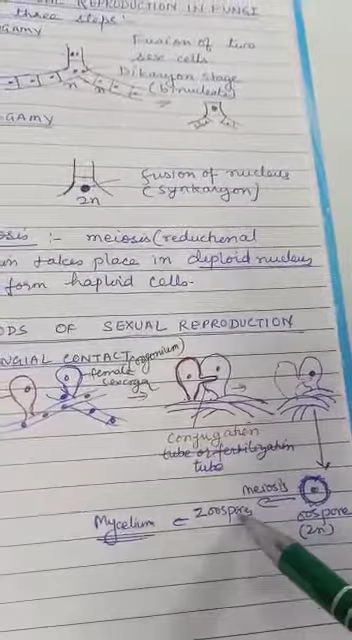 REPRODUCTION IN FUNGI
three steps:
GAMY
Fusion of two
sex cells.
Dikaryon stage
(binucleate)
n n
GAMY
fusion of nucleus
(synkaryon)
2n
osis :- meiosis (reductional
takes place in diploid nucleus
form haploid cells.
ODS OF SEXUAL REPRODUCTION
NGIAL CONTACT (oogonium)
female
Conjugation
tube or fertilization
tube
meiosis
oospore
(2n)
Mycelium Zoospore